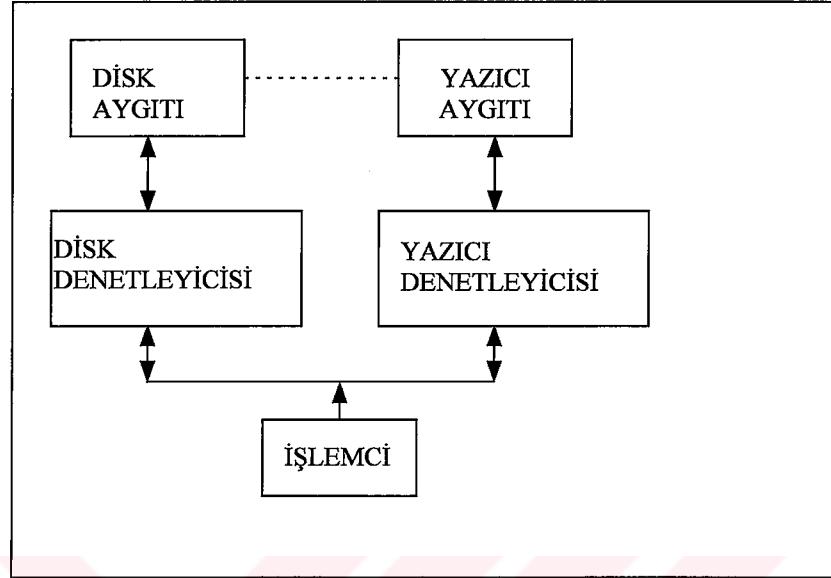 DİSK
AYGITI
YAZICI
AYGITI
DİSK
DENETLEYİCİSİ
YAZICI
DENETLEYİCİSİ
İŞLEMCİ